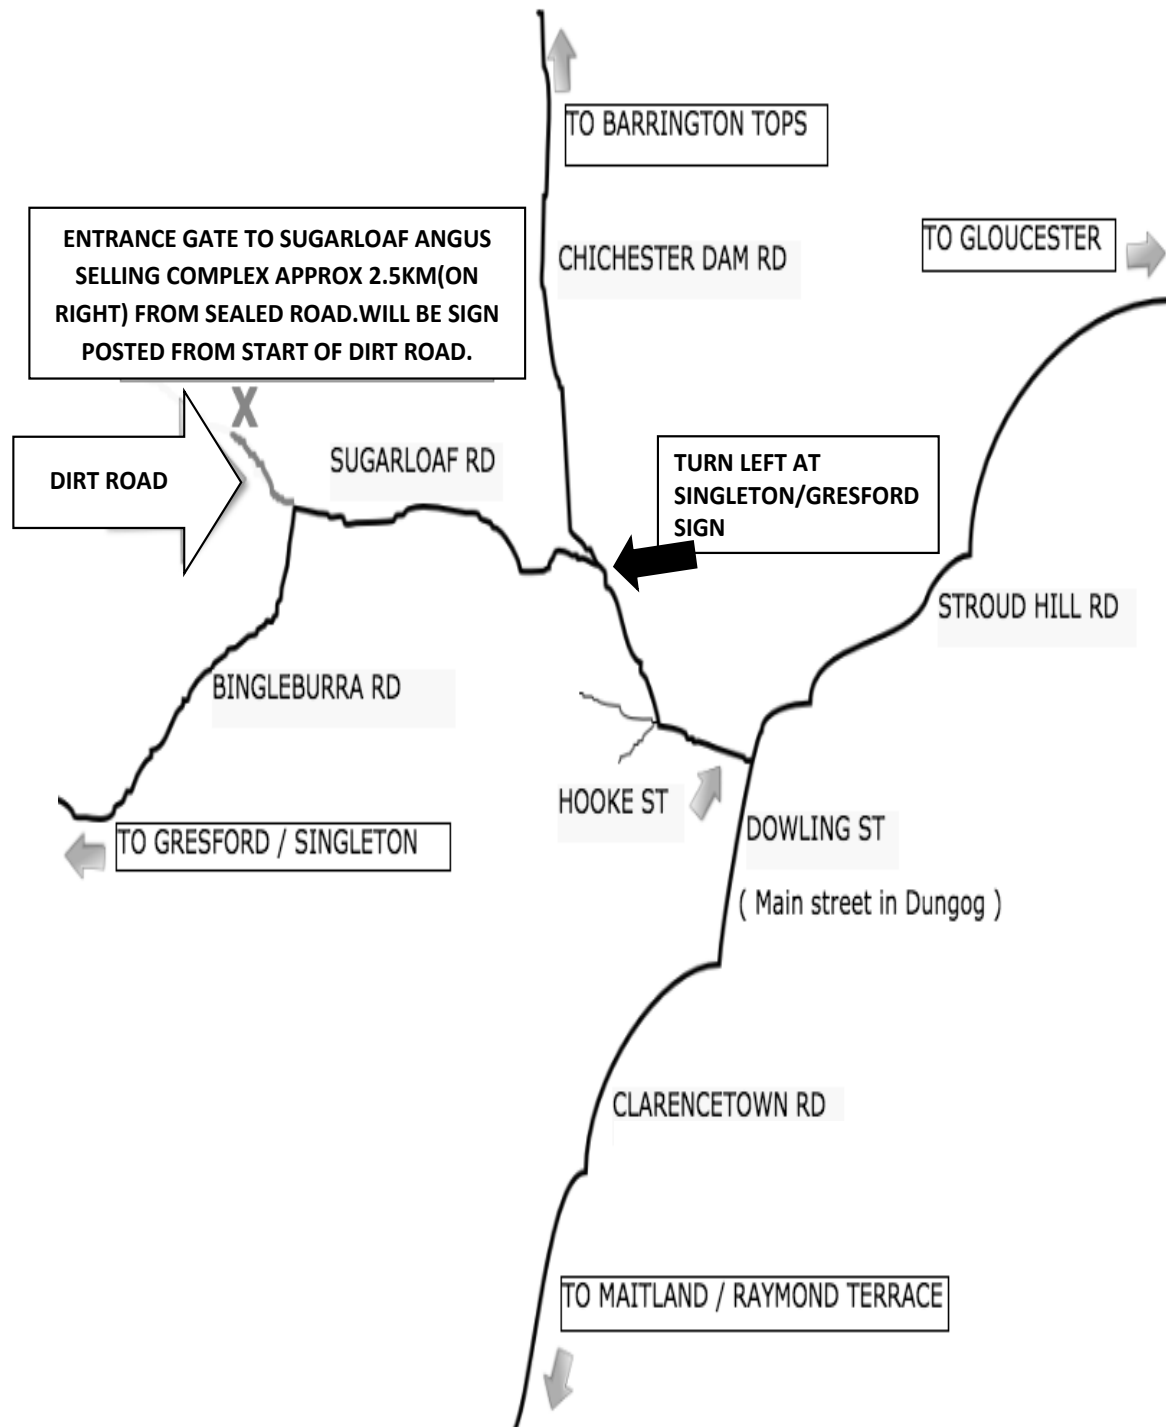 TO BARRINGTON TOPS
ENTRANCE GATE TO SUGARLOAF ANGUS
SELLING COMPLEX APPROX 2.5KM(ON
RIGHT) FROM SEALED ROAD.WILL BE SIGN
POSTED FROM START OF DIRT ROAD.
CHICHESTER DAM RD
TO GLOUCESTER
X
DIRT ROAD
SUGARLOAF RD
TURN LEFT AT
SINGLETON/GRESFORD
SIGN
STROUD HILL RD
BINGLEBURRA RD
HOOKE ST
DOWLING ST
( Main street in Dungog )
TO GRESFORD / SINGLETON
CLARENCETOWN RD
TO MAITLAND / RAYMOND TERRACE